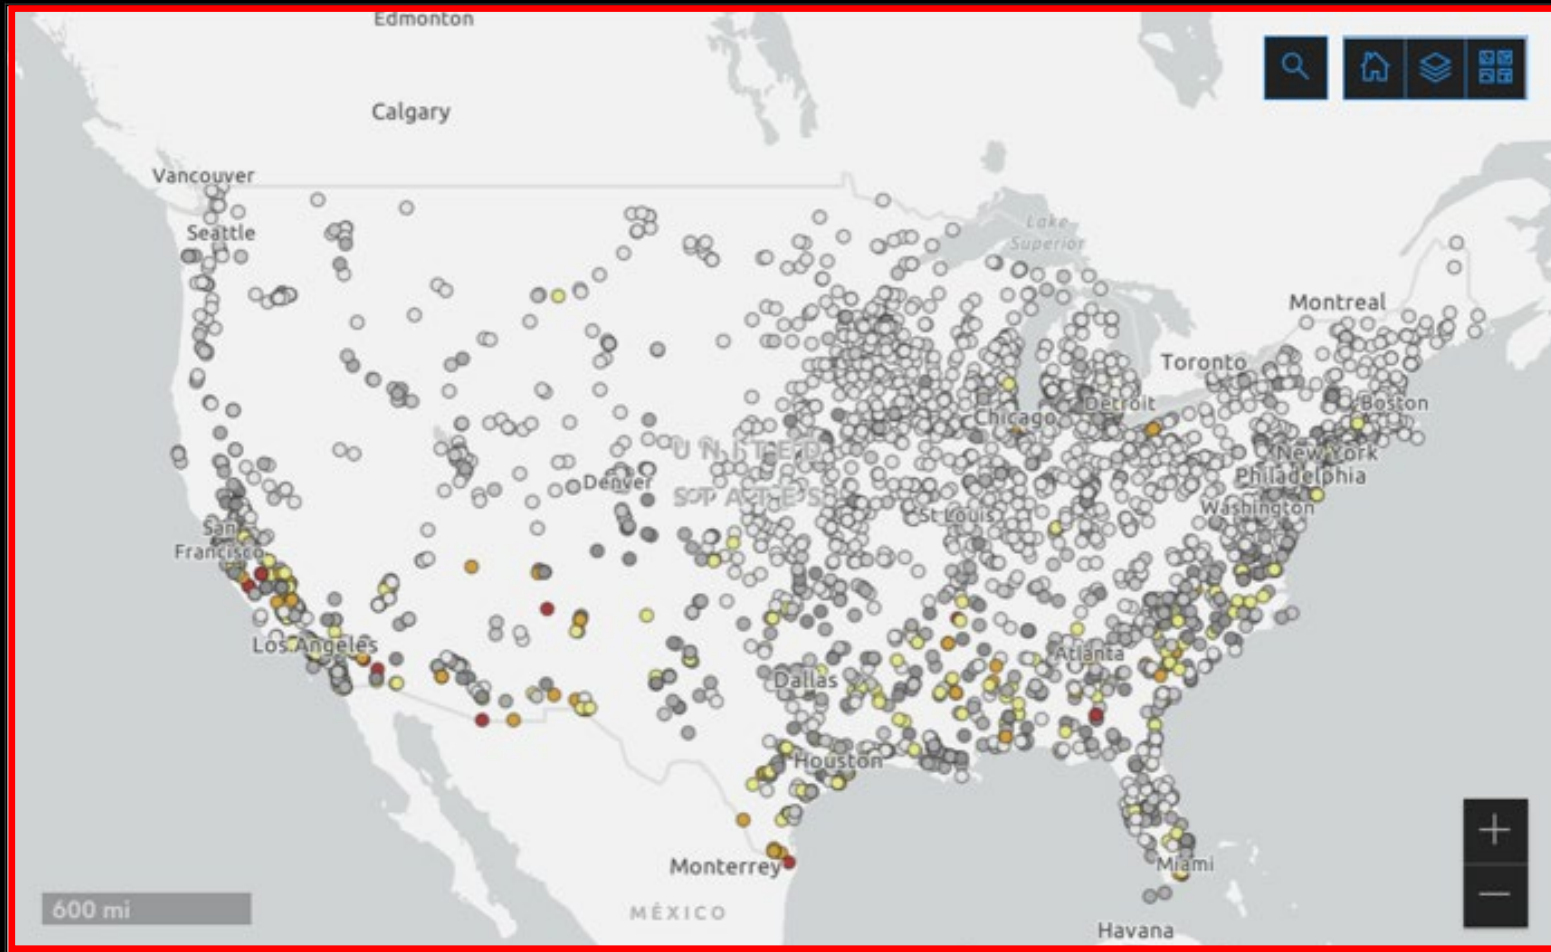 Edmonton
Calgary
Vancouver
Seattle
Lake
Superior
Montreal
Toronto
Boston
Chicago
Detroit
UNITED
New York
Denver
Philadelphia
STATES
St Louis
Washington
San
Francisco
Los Angeles
Atlanta
Dallas
Houston
Monterrey
Miami
600 mi
MÉXICO
Havana